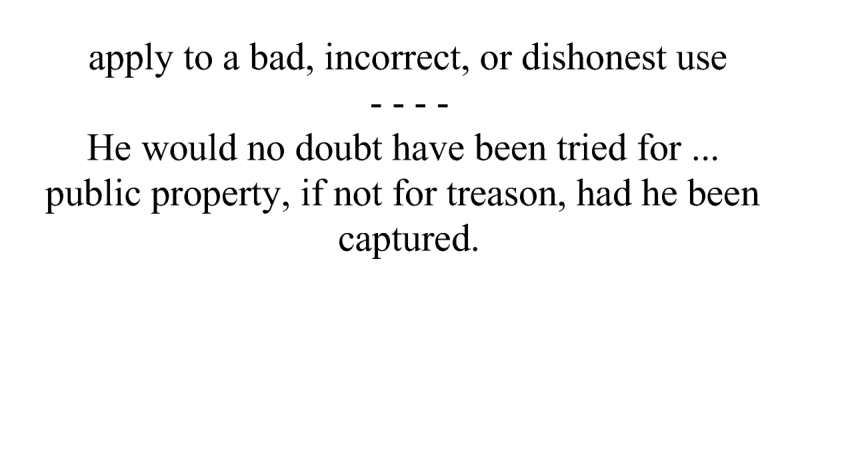 apply to a bad, incorrect, or dishonest use
- - - -
He would no doubt have been tried for ...
public property, if not for treason, had he been
captured.